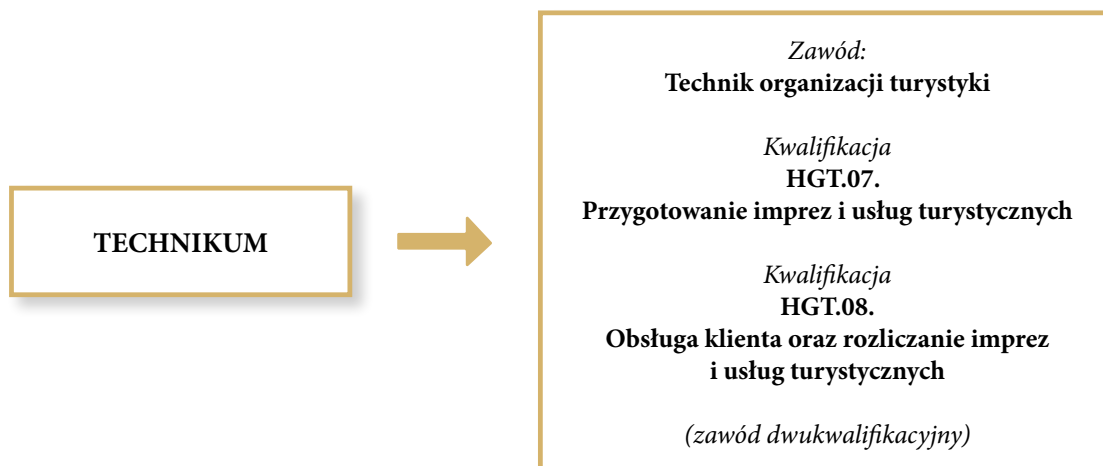 TECHNIKUM
Zawód:
Technik organizacji turystyki
Kwalifikacja
HGT.07.
Przygotowanie imprez i usług turystycznych
Kwalifikacja
HGT.08.
Obsługa klienta oraz rozliczanie imprez
i usług turystycznych
(zawód dwukwalifikacyjny)